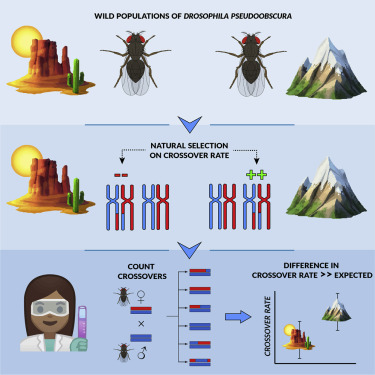 WILD POPULATIONS OF DROSOPHILA PSEUDOOBSCURA
NATURAL SELECTION
ON CROSSOVER RATE
--
++
COUNT
CROSSOVERS
♀
×
♂
DIFFERENCE IN
CROSSOVER RATE >> EXPECTED
CROSSOVER RATE